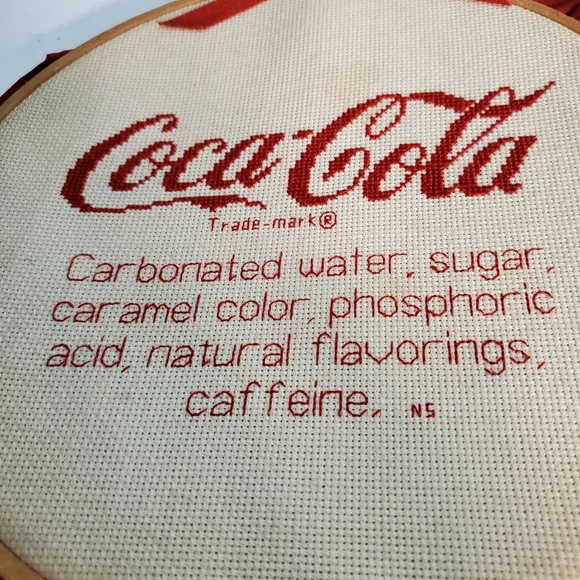 Coca-Cola
Trade-mark®
Carbonated water, sugar,
caramel color, phosphoric
acid, natural flavorings,
caffeine. NS